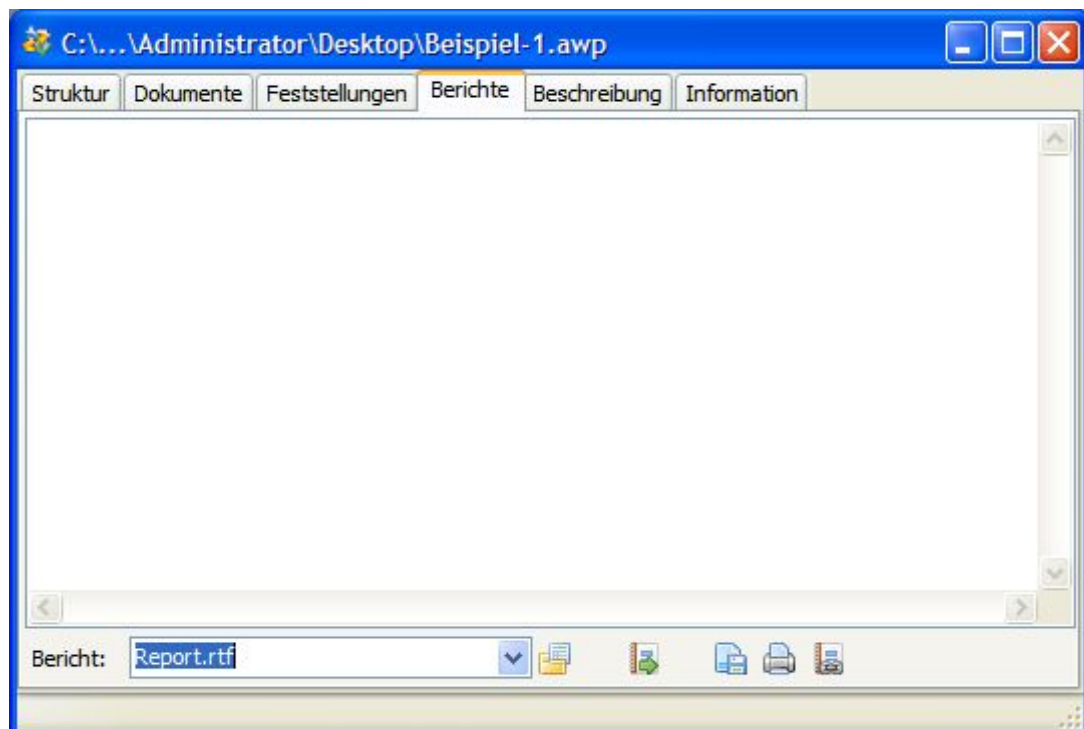 C:\...\Administrator\Desktop\Beispiel-1.awp
Struktur Dokumente Feststellungen Berichte Beschreibung Information
Bericht: Report.rtf